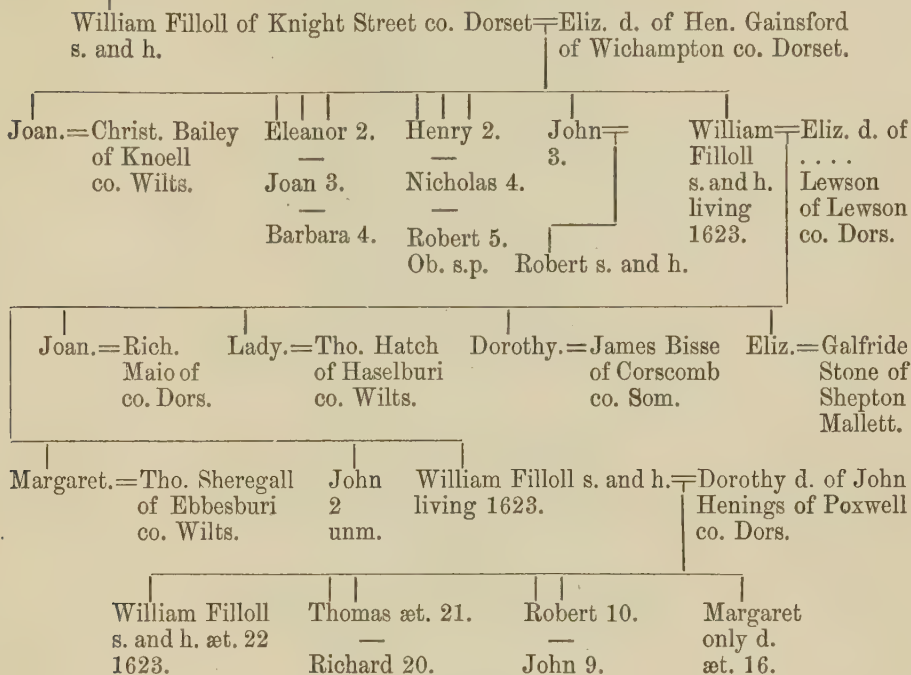 William Filloll of Knight Street co. Dorset=Eliz. d. of Hen. Gainsford
s. and h.
of Wichampton co. Dorset.
Joan.=Christ. Bailey
of Knoell
co. Wilts.
Eleanor 2.
—
Joan 3.
—
Barbara 4.
Henry 2.
—
Nicholas 4.
—
Robert 5.
Ob. s.p.
John=
3.
Robert s. and h.
William=Eliz. d. of
Filloll
s. and h.
living
1623.
. . . .
Lewson
of Lewson
co. Dors.
Joan.=Rich.
Maio of
co. Dors.
Lady.=Tho. Hatch
of Haselburi
co. Wilts.
Dorothy.=James Bisse
of Corscomb
co. Som.
Eliz.=Galfride
Stone of
Shepton
Mallett.
Margaret.=Tho. Sheregall
of Ebbesburi
co. Wilts.
John
2
unm.
William Filloll s. and h.=Dorothy d. of John
living 1623.
Henings of Poxwell
co. Dors.
William Filloll
s. and h. æt. 22
1623.
Thomas æt. 21.
—
Richard 20.
Robert 10.
—
John 9.
Margaret
only d.
æt. 16.